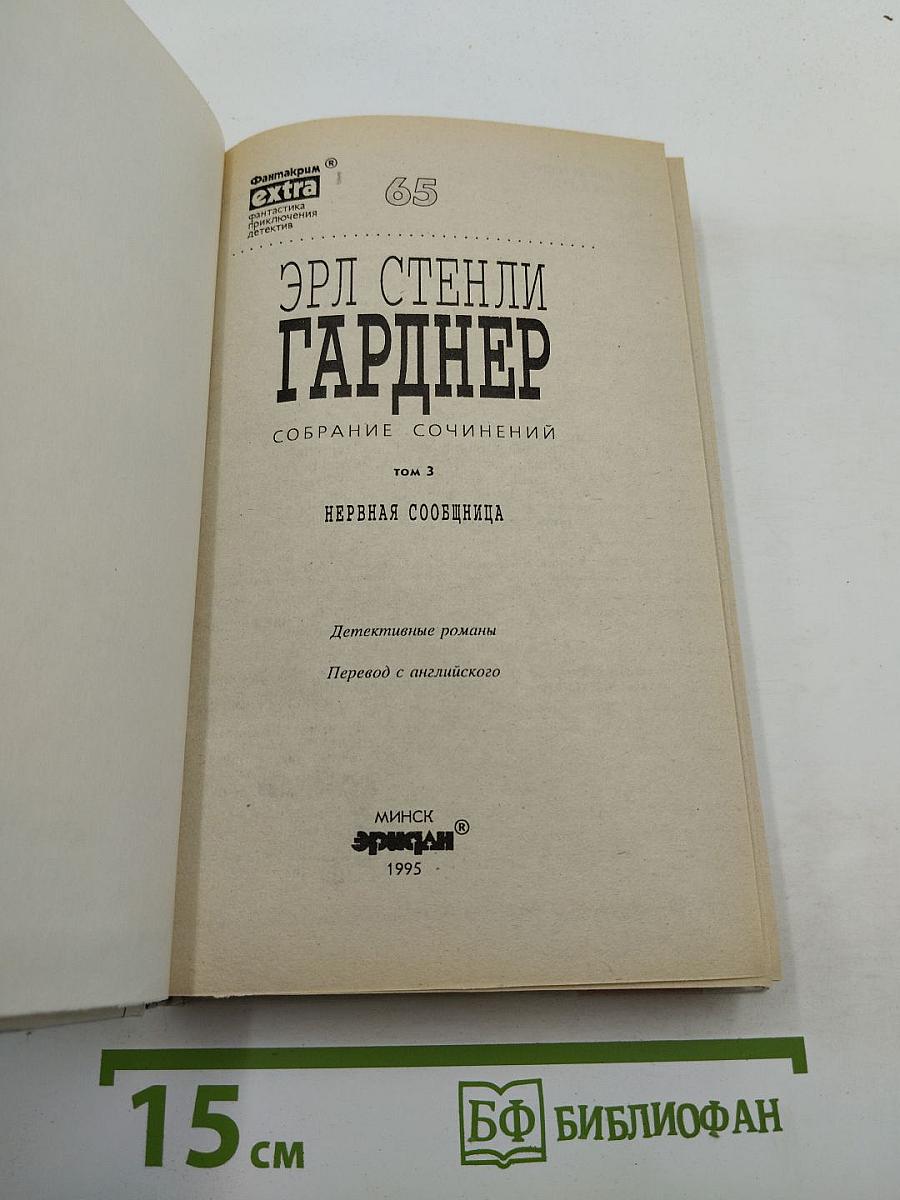 Фантакрим ®
extra
фантастика
приключения
детектив
65
ЭРЛ СТЕНЛИ
ГАРДНЕР
СОБРАНИЕ СОЧИНЕНИЙ
ТОМ 3
НЕРВНАЯ СООБЩНИЦА
Детективные романы
Перевод с английского
МИНСК
ЭРИДАН ®
1995
15 см
БФ БИБЛИОФАН